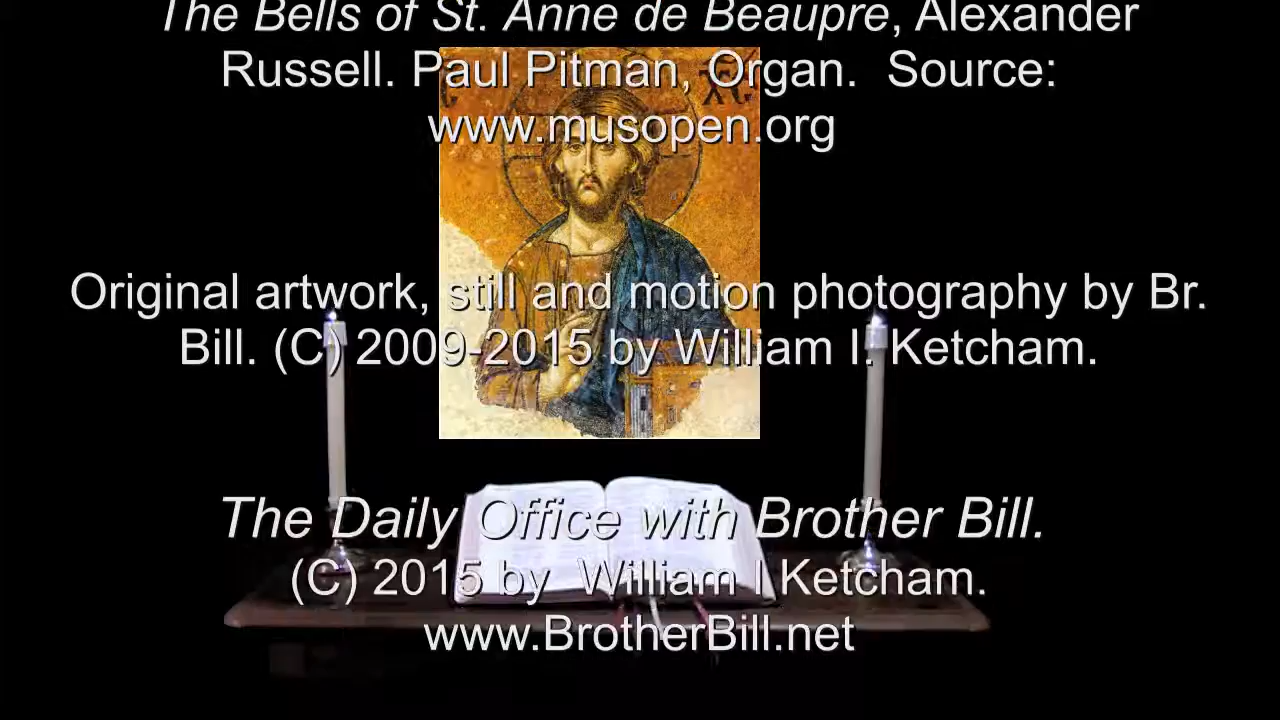 The Bells of St. Anne de Beaupre, Alexander
Russell. Paul Pitman, Organ.  Source:
www.musopen.org
Original artwork, still and motion photography by Br.
Bill. (C) 2009-2015 by William I. Ketcham.
The Daily Office with Brother Bill.
(C) 2015 by  William I Ketcham.
www.BrotherBill.net